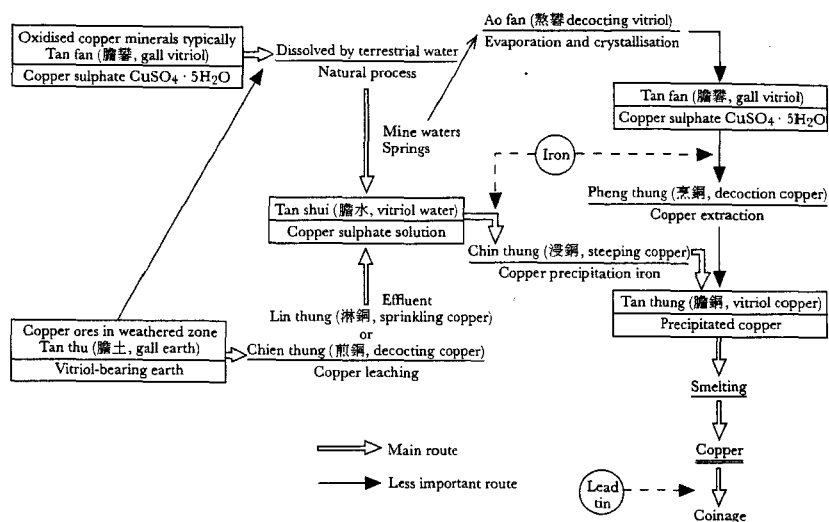 Oxidised copper minerals typically
Tan fan (膽礬, gall vitriol)
Copper sulphate CuSO4 · 5H2O
Dissolved by terrestrial water
Natural process
Ao fan (熬礬 decocting vitriol)
Evaporation and crystallisation
Tan fan (膽礬, gall vitriol)
Copper sulphate CuSO4 · 5H2O
Mine waters
Springs
Iron
Pheng thung (烹銅, decoction copper)
Copper extraction
Tan shui (膽水, vitriol water)
Copper sulphate solution
Chin thung (浸銅, steeping copper)
Copper precipitation iron
Effluent
Lin thung (淋銅, sprinkling copper)
or
Chien thung (煎銅, decocting copper)
Copper leaching
Copper ores in weathered zone
Tan thu (膽土, gall earth)
Vitriol-bearing earth
Tan thung (膽銅, vitriol copper)
Precipitated copper
Smelting
Copper
Lead
tin
Coinage
Main route
Less important route